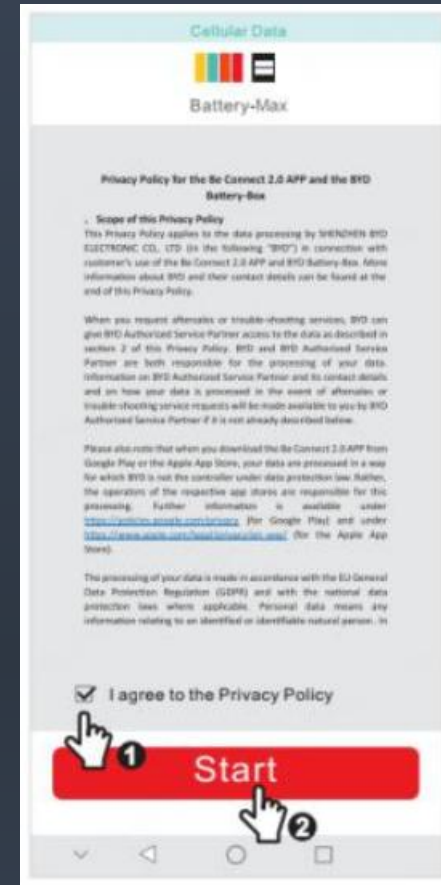 Cellular Data
Battery-Max
Privacy Policy for the Be Connect 2.0 APP and the BYD
Battery-Box
. Scope of this Privacy Policy
This Privacy Policy applies to the data processing by SHENZHEN BYD
ELECTRONIC CO., LTD (in the following "BYD") in connection with
customer's use of the Be Connect 2.0 APP and BYD Battery-Box. More
information about BYD and their contact details can be found at the
end of this Privacy Policy.
When you request aftersales or trouble-shooting services, BYD can
give BYD Authorized Service Partner access to the data as described in
section 2 of this Privacy Policy. BYD and BYD Authorized Service
Partner are both responsible for the processing of your data.
Information on BYD Authorized Service Partner and its contact details
and on how your data is processed in the event of aftersales or
trouble-shooting service requests will be made available to you by BYD
Authorized Service Partner if it is not already described below.
Please also note that when you download the Be Connect 2.0 APP from
Google Play or the Apple App Store, your data are processed in a way
for which BYD is not the controller under data protection law. Rather,
the operators of the respective app stores are responsible for this
processing. Further information is available under
https://policies.google.com/privacy (for Google Play) and under
(for the Apple App
Store).
The processing of your data is made in accordance with the EU General
Data Protection Regulation (GDPR) and with the national data
protection laws where applicable. Personal data means any
information relating to an identified or identifiable natural person. In
I agree to the Privacy Policy
1
Start
2